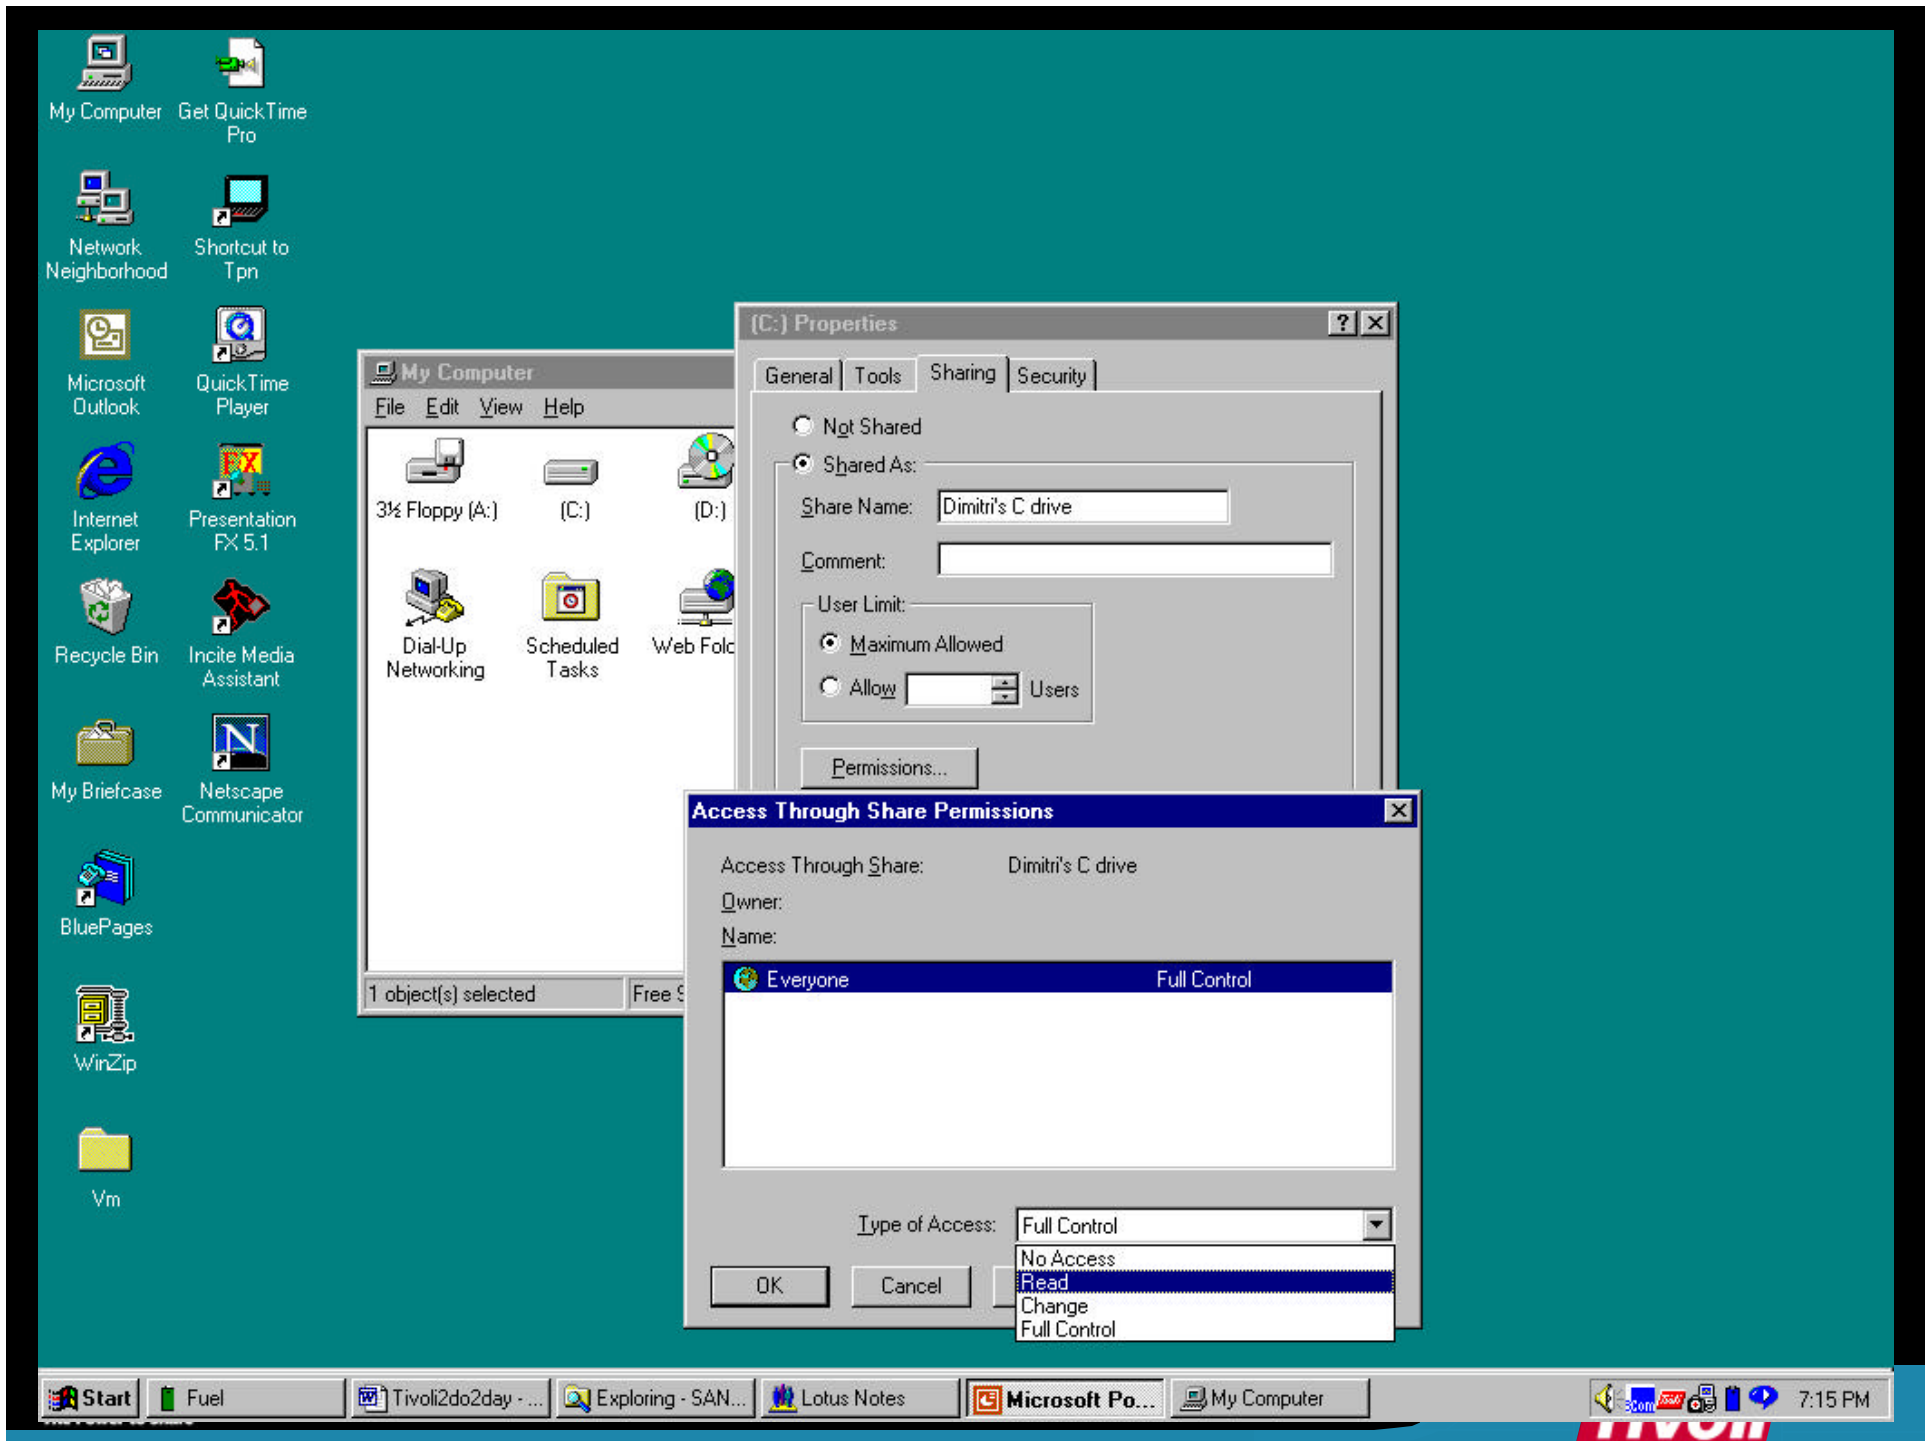 My Computer
Get QuickTime
Pro
Network
Neighborhood
Shortcut to
Tpn
Microsoft
Outlook
QuickTime
Player
Internet
Explorer
Presentation
FX 5.1
Recycle Bin
Incite Media
Assistant
My Briefcase
Netscape
Communicator
BluePages
WinZip
Vm
My Computer
File Edit View Help
3½ Floppy (A:)
(C:)
(D:)
Dial-Up
Networking
Scheduled
Tasks
Web Fold
1 object(s) selected
Free S
(C:) Properties
General Tools Sharing Security
Not Shared
Shared As:
Share Name: Dimitri's C drive
Comment:
User Limit:
Maximum Allowed
Allow Users
Permissions...
Access Through Share Permissions
Access Through Share: Dimitri's C drive
Owner:
Name:
Everyone Full Control
Type of Access: Full Control
No Access
Read
Change
Full Control
OK Cancel
Start Fuel Tivoli2do2day - ... Exploring - SAN... Lotus Notes Microsoft Po... My Computer 7:15 PM
Tivoli